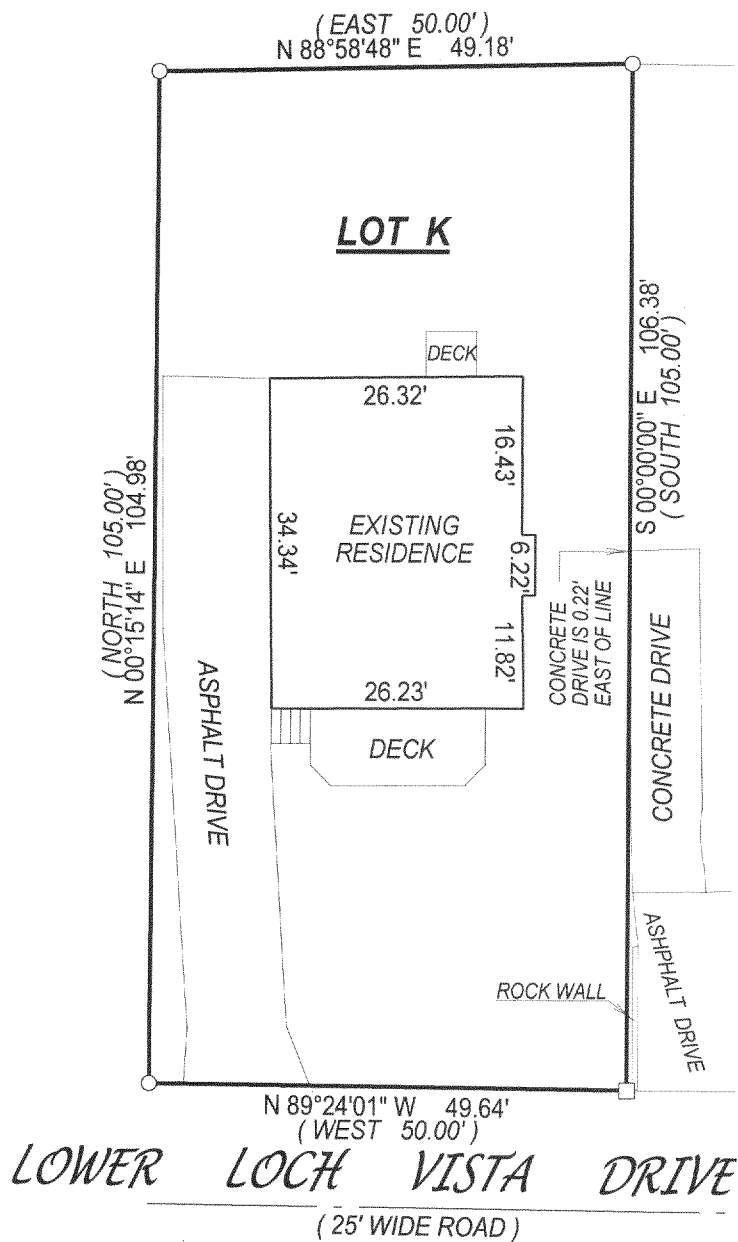 ( EAST 50.00' )
N 88°58'48" E 49.18'
LOT K
DECK
26.32'
16.43'
S 00°00'00" E 106.38'
( SOUTH 105.00' )
( NORTH 105.00' )
N 00°15'14" E 104.98'
34.34'
EXISTING
RESIDENCE
6.22'
CONCRETE
DRIVE IS 0.22'
EAST OF LINE
11.82'
26.23'
ASPHALT DRIVE
DECK
CONCRETE DRIVE
ASHPHALT DRIVE
ROCK WALL
N 89°24'01" W 49.64'
( WEST 50.00' )
LOWER LOCH VISTA DRIVE
( 25' WIDE ROAD )